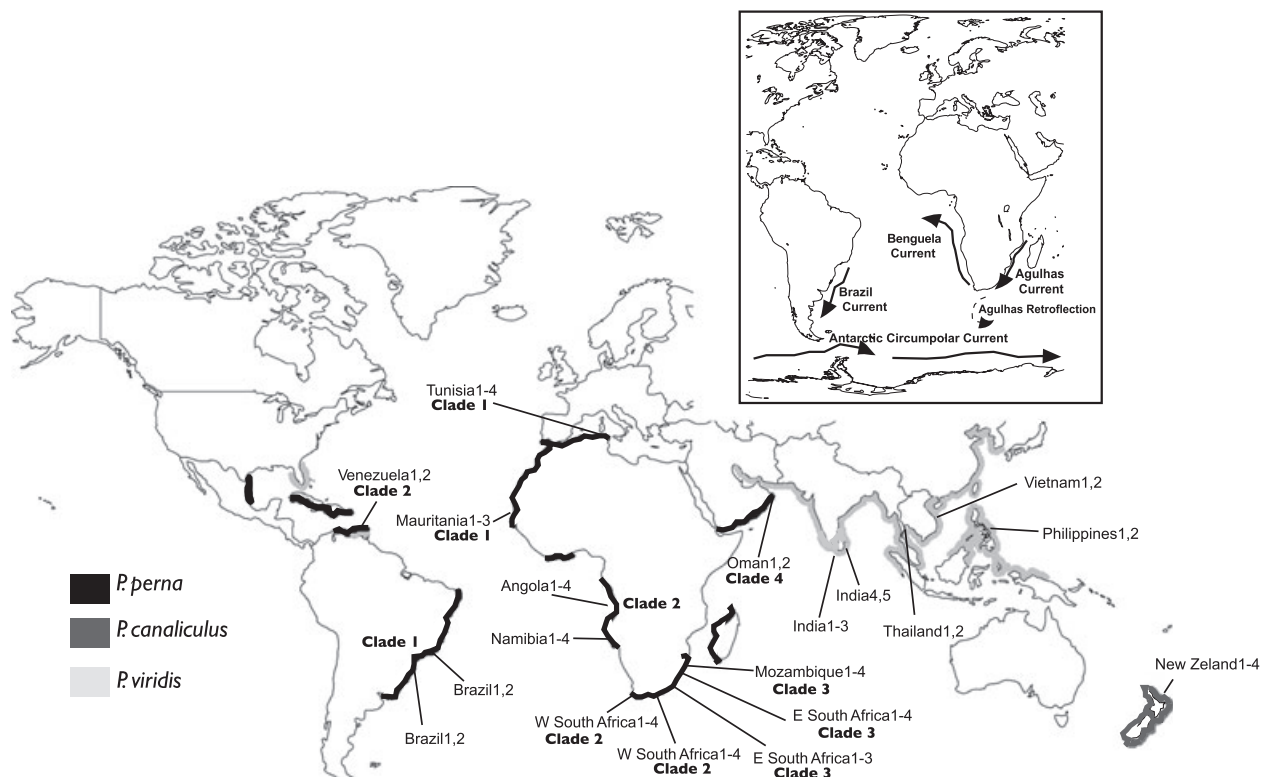 Benguela
Current
Agulhas
Current
Brazil
Current
Agulhas Retroflection
Antarctic Circumpolar Current
Tunisia1-4
Clade 1
Venezuela1,2
Clade 2
Mauritania1-3
Clade 1
Vietnam1,2
Philippines1,2
Oman1,2
Clade 4
India4,5
India1-3
Thailand1,2
Angola1-4
Clade 2
Namibia1-4
Clade 1
Brazil1,2
Brazil1,2
P. perna
P. canaliculus
P. viridis
New Zeland1-4
Mozambique1-4
Clade 3
E South Africa1-4
Clade 3
W South Africa1-4
Clade 2
W South Africa1-4
Clade 2
E South Africa1-3
Clade 3